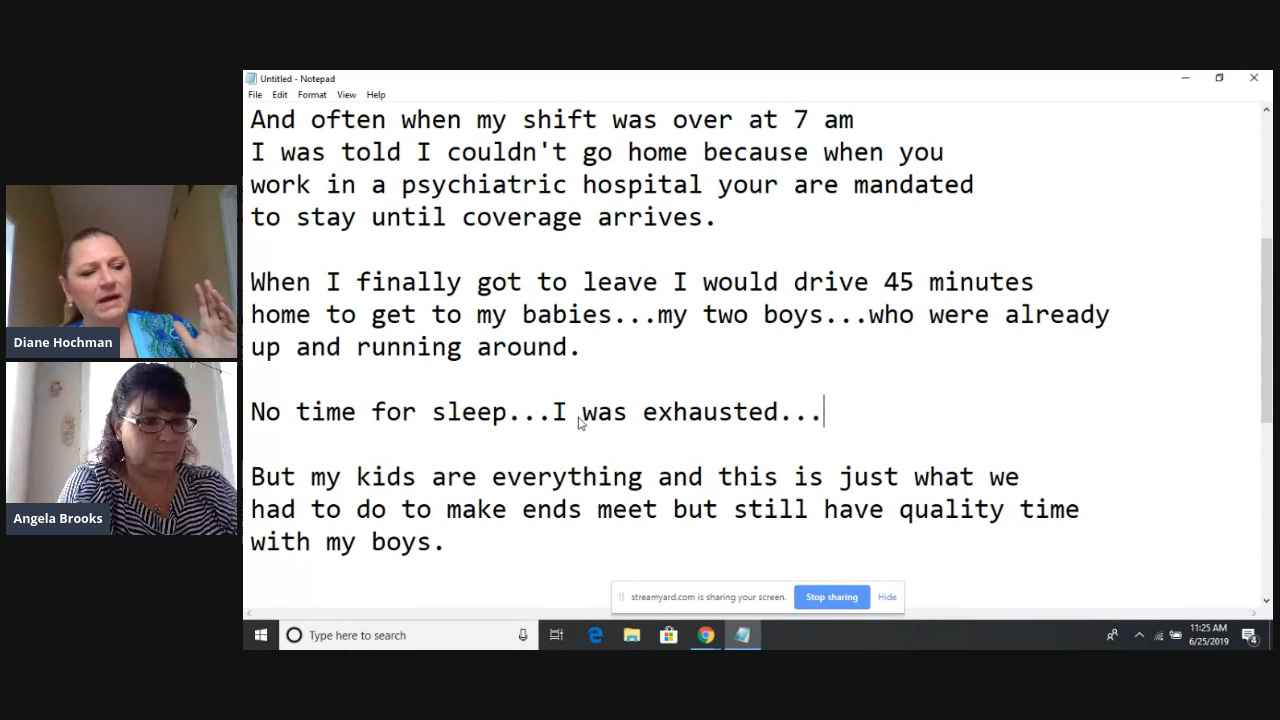 Untitled - Notepad
File Edit Format View Help
And often when my shift was over at 7 am
I was told I couldn't go home because when you
work in a psychiatric hospital your are mandated
to stay until coverage arrives.
When I finally got to leave I would drive 45 minutes
home to get to my babies...my two boys...who were already
up and running around.
No time for sleep...I was exhausted...
But my kids are everything and this is just what we
had to do to make ends meet but still have quality time
with my boys.
Diane Hochman
Angela Brooks
streamyard.com is sharing your screen. Stop sharing Hide
Type here to search
11:25 AM
6/25/2019
4